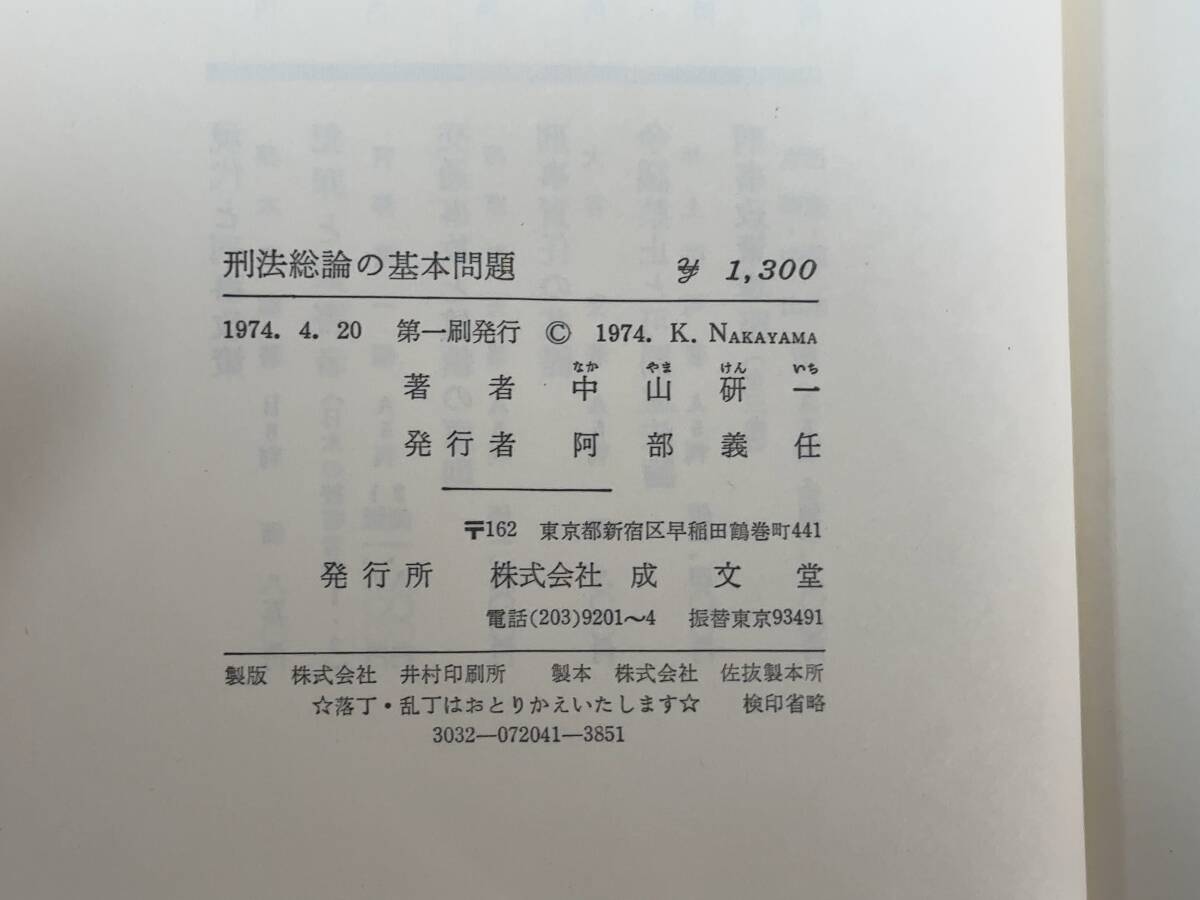 刑法総論の基本問題 ¥ 1,300
1974. 4. 20 第一刷発行 © 1974. K. NAKAYAMA
なか やま けん いち
著者 中山研一
発行者 阿部義任
〒162 東京都新宿区早稲田鶴巻町441
発行所 株式会社 成文堂
電話(203)9201〜4 振替東京93491
製版 株式会社 井村印刷所 製本 株式会社 佐抜製本所
☆落丁・乱丁はおとりかえいたします☆ 検印省略
3032—072041—3851